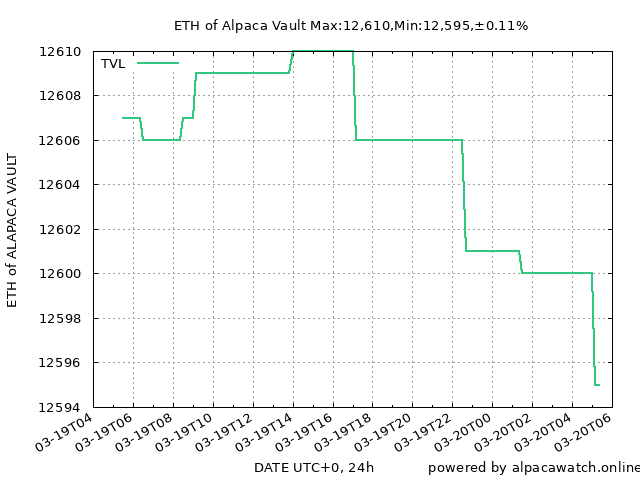 ETH of Alpaca Vault Max:12,610,Min:12,595,±0.11%
TVL
ETH of ALAPACA VAULT
12610
12608
12606
12604
12602
12600
12598
12596
12594
03-19T04
03-19T06
03-19T08
03-19T10
03-19T12
03-19T14
03-19T16
03-19T18
03-19T20
03-19T22
03-20T00
03-20T02
03-20T04
03-20T06
DATE UTC+0, 24h
powered by alpacawatch.online